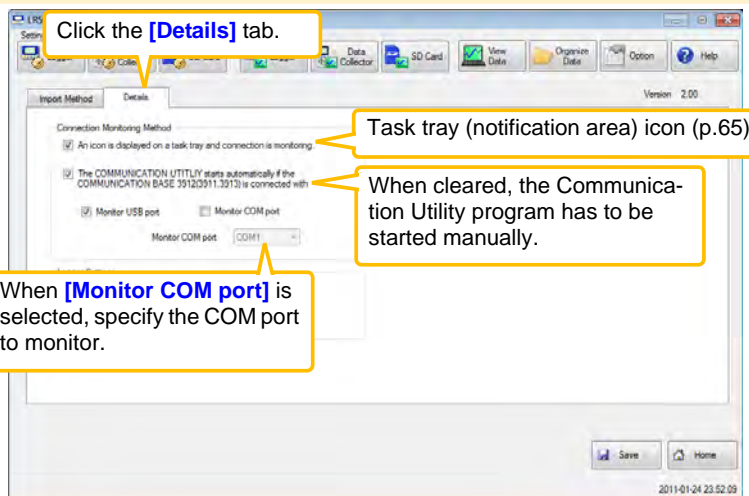 LR5
Click the [Details] tab.
Data Collector
SD Card
View Data
Organize Data
Option
Help
Import Method
Details
Version 2.00
Connection Monitoring Method
An icon is displayed on a task tray and connection is monitoring.
Task tray (notification area) icon (p.65)
The COMMUNICATION UTITLIY starts automatically if the
COMMUNICATION BASE 3912(3911.3913) is connected with
When cleared, the Communica-
tion Utility program has to be
started manually.
Monitor USB port
Monitor COM port
Monitor COM port
COM1
When [Monitor COM port] is
selected, specify the COM port
to monitor.
Save
Home
2011-01-24 23:52:09